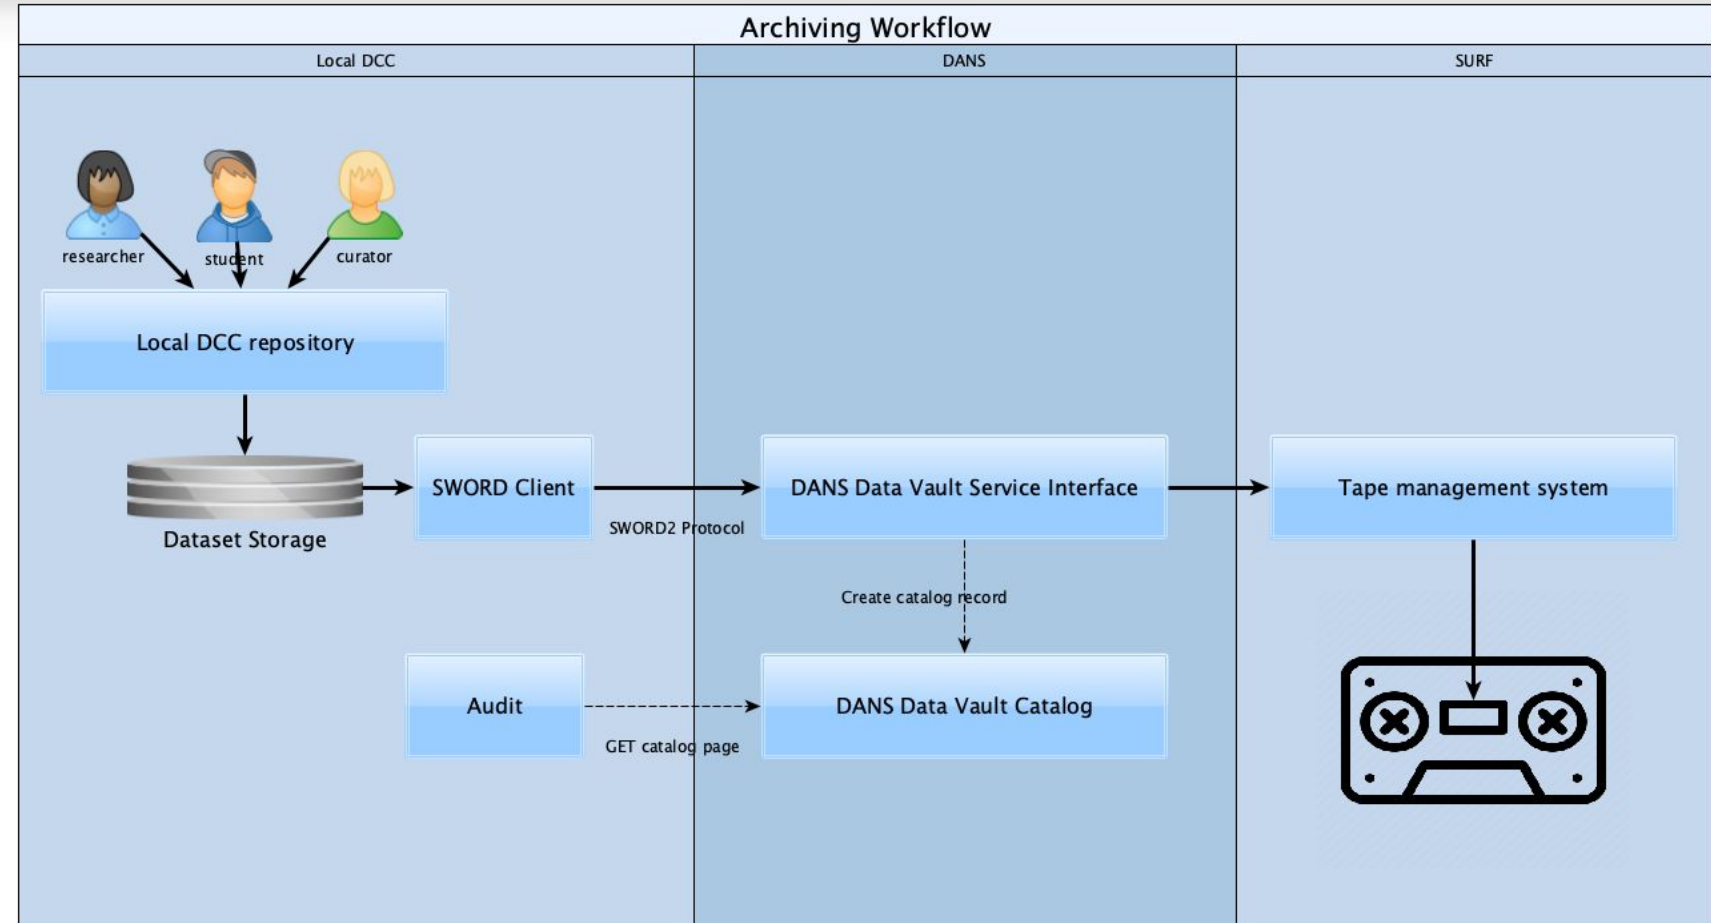 Archiving Workflow
Local DCC
DANS
SURF
researcher
student
curator
Local DCC repository
Dataset Storage
SWORD Client
SWORD2 Protocol
DANS Data Vault Service Interface
Tape management system
Create catalog record
Audit
GET catalog page
DANS Data Vault Catalog